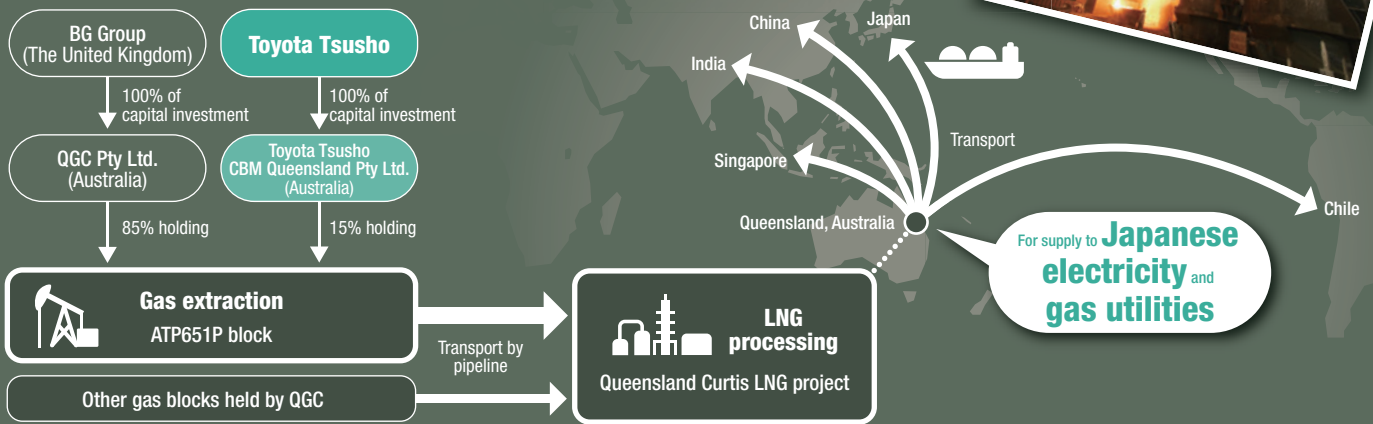 BG Group
(The United Kingdom)
Toyota Tsusho
100% of
capital investment
100% of
capital investment
QGC Pty Ltd.
(Australia)
Toyota Tsusho
CBM Queensland Pty Ltd.
(Australia)
85% holding
15% holding
Gas extraction
ATP651P block
Transport by
pipeline
Other gas blocks held by QGC
LNG
processing
Queensland Curtis LNG project
China
Japan
India
Singapore
Transport
Queensland, Australia
Chile
For supply to Japanese
electricity and
gas utilities